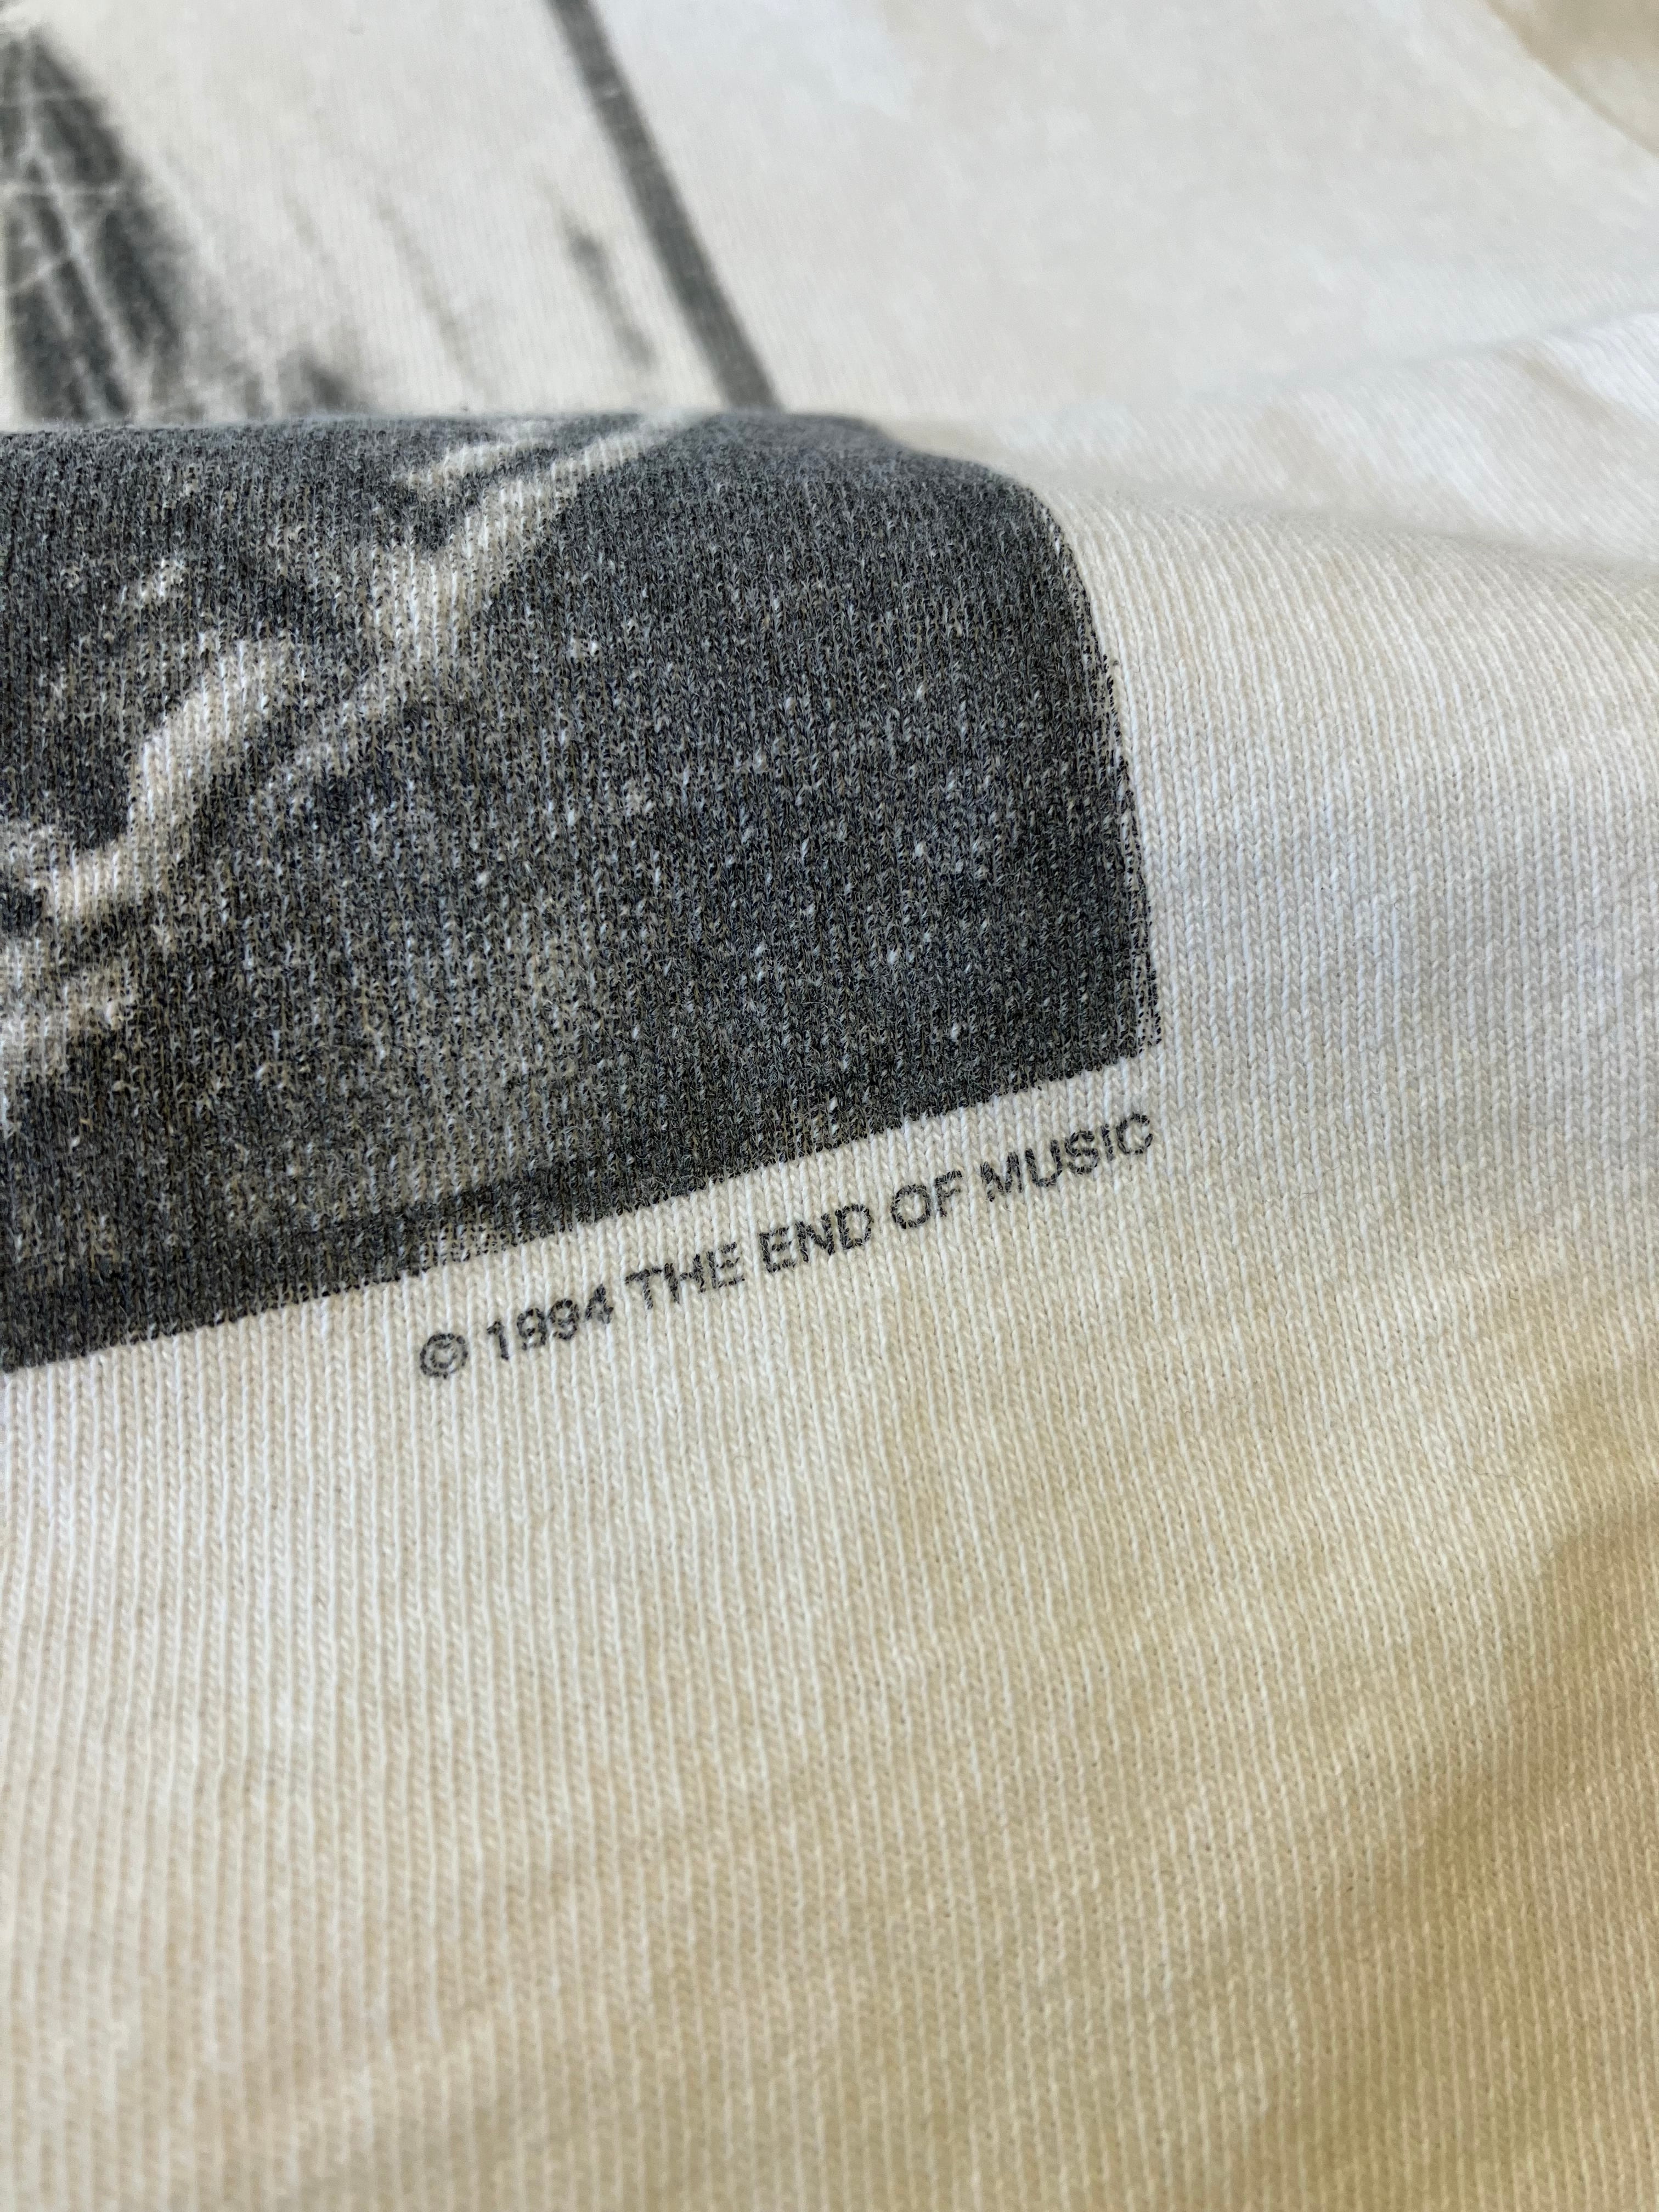 © 1994 THE END OF MUSIC